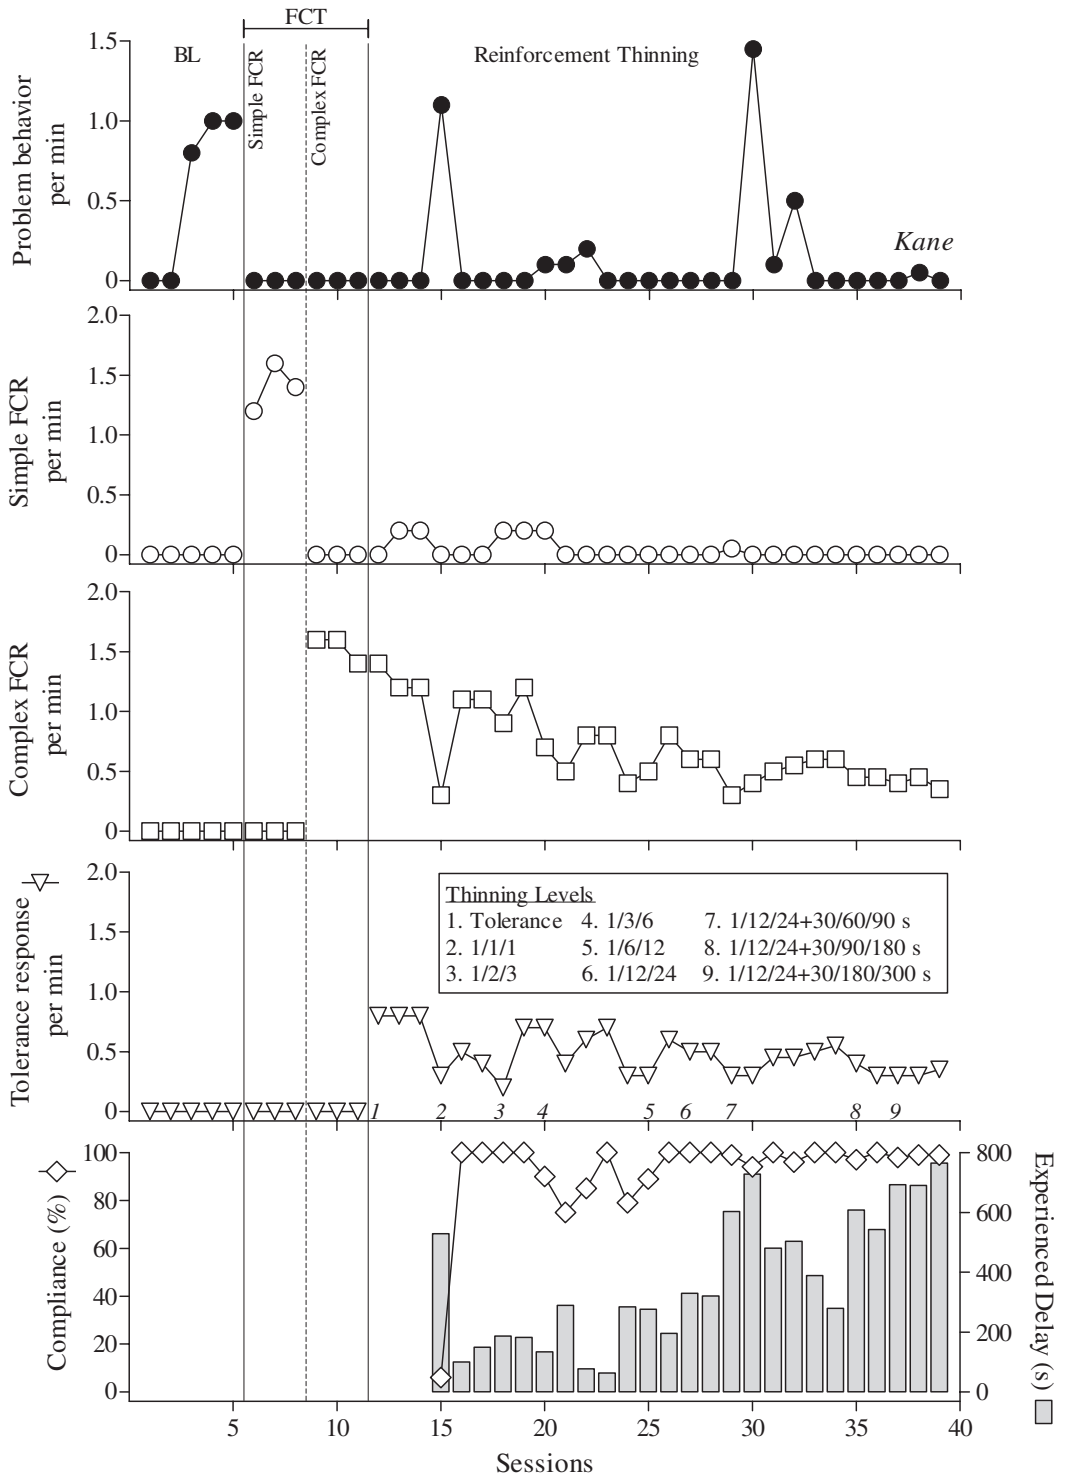 FCT
BL
Simple FCR
Complex FCR
Reinforcement Thinning
Kane
Problem behavior
per min
1.5
1.0
0.5
0
Simple FCR
per min
2.0
1.5
1.0
0.5
0
Complex FCR
per min
2.0
1.5
1.0
0.5
0
Tolerance response
per min
2.0
1.5
1.0
0.5
0
Thinning Levels
1. Tolerance 4. 1/3/6 7. 1/12/24+30/60/90 s
2. 1/1/1 5. 1/6/12 8. 1/12/24+30/90/180 s
3. 1/2/3 6. 1/12/24 9. 1/12/24+30/180/300 s
1 2 3 4 5 6 7 8 9
Compliance (%)
100
80
60
40
20
0
800
600
400
200
0
Experienced Delay (s)
5 10 15 20 25 30 35 40
Sessions